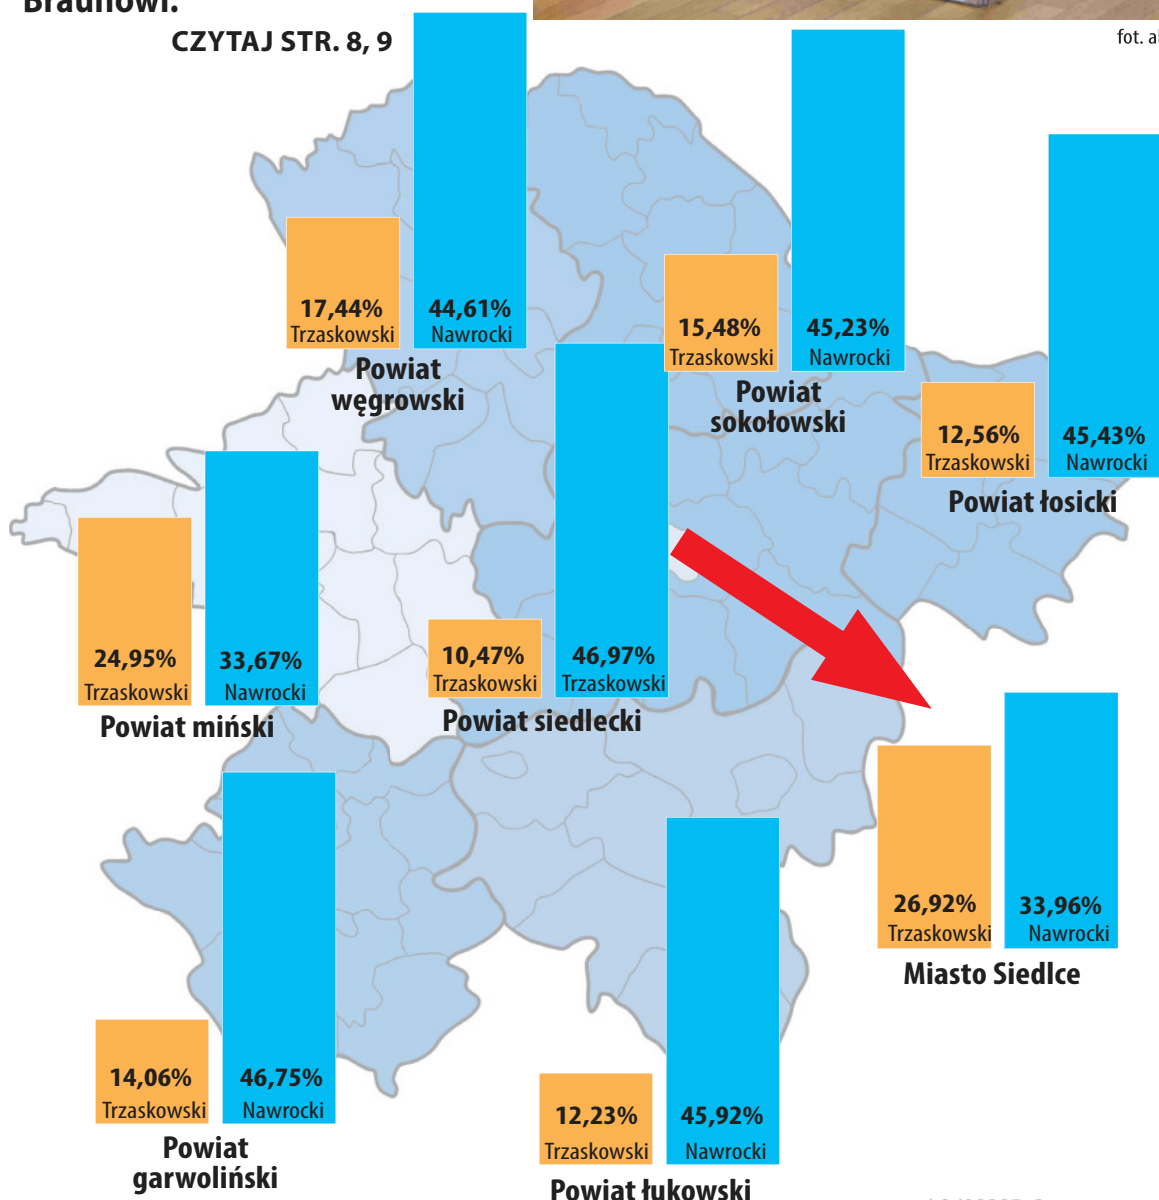 Braunowi.
CZYTAJ STR. 8, 9
fot. al
17,44%
Trzaskowski
44,61%
Nawrocki
Powiat
węgrowski
15,48%
Trzaskowski
45,23%
Nawrocki
Powiat
sokołowski
12,56%
Trzaskowski
45,43%
Nawrocki
Powiat łosicki
24,95%
Trzaskowski
33,67%
Nawrocki
Powiat miński
10,47%
Trzaskowski
46,97%
Trzaskowski
Powiat siedlecki
26,92%
Trzaskowski
33,96%
Nawrocki
Miasto Siedlce
14,06%
Trzaskowski
46,75%
Nawrocki
Powiat
garwoliński
12,23%
Trzaskowski
45,92%
Nawrocki
Powiat łukowski